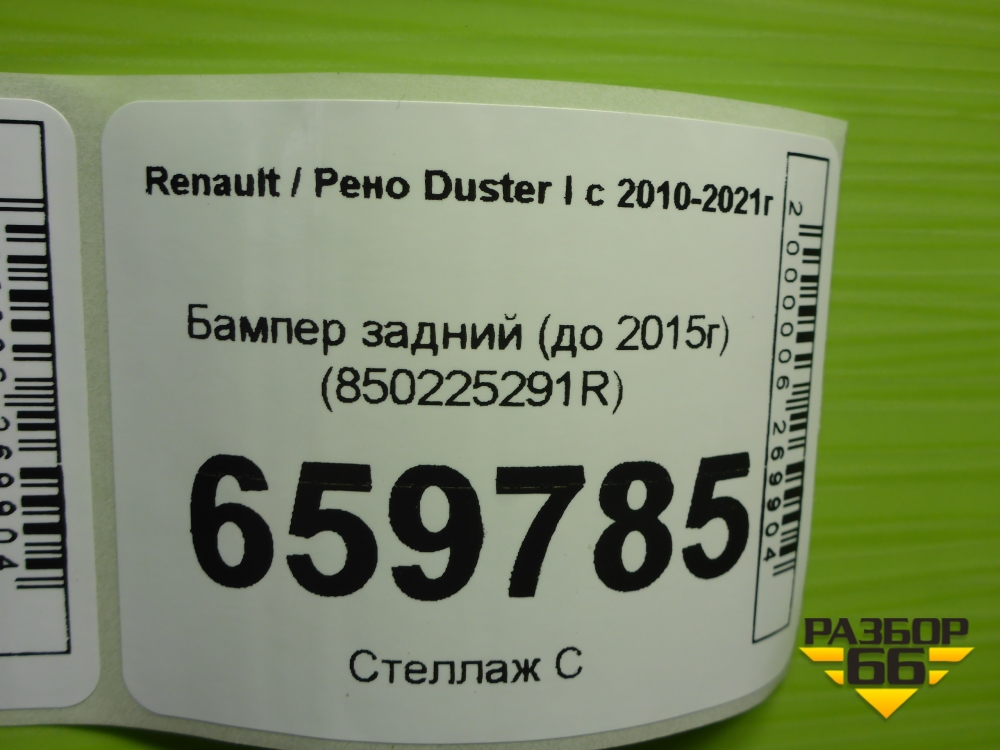 Renault / Рено Duster I с 2010-2021г
Бампер задний (до 2015г)
(850225291R)
659785
Стеллаж С
2000006269904
РАЗБОР
66